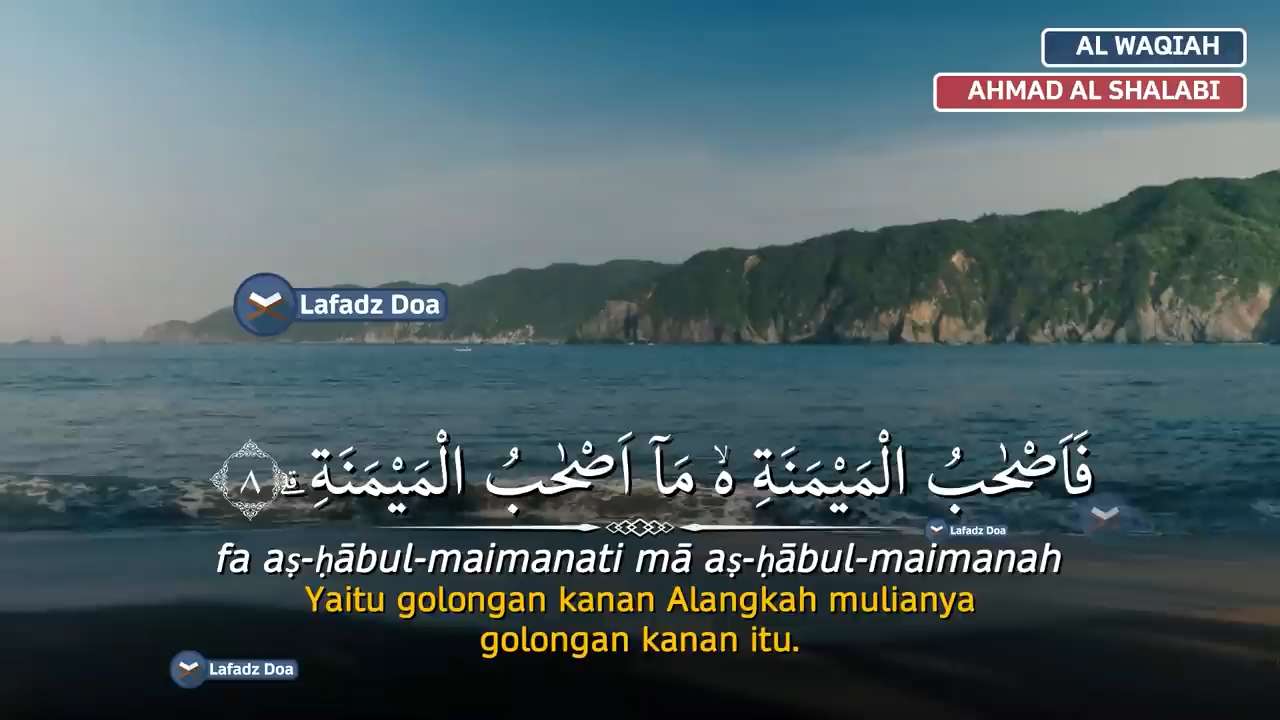 AL WAQIAH
AHMAD AL SHALABI
Lafadz Doa
فَاَصْحٰبُ الْمَيْمَنَةِ ەۙ مَآ اَصْحٰبُ الْمَيْمَنَةِۗ ٨
Lafadz Doa
fa aṣ-ḥābul-maimanati mā aṣ-ḥābul-maimanah
Yaitu golongan kanan Alangkah mulianya
golongan kanan itu.
Lafadz Doa